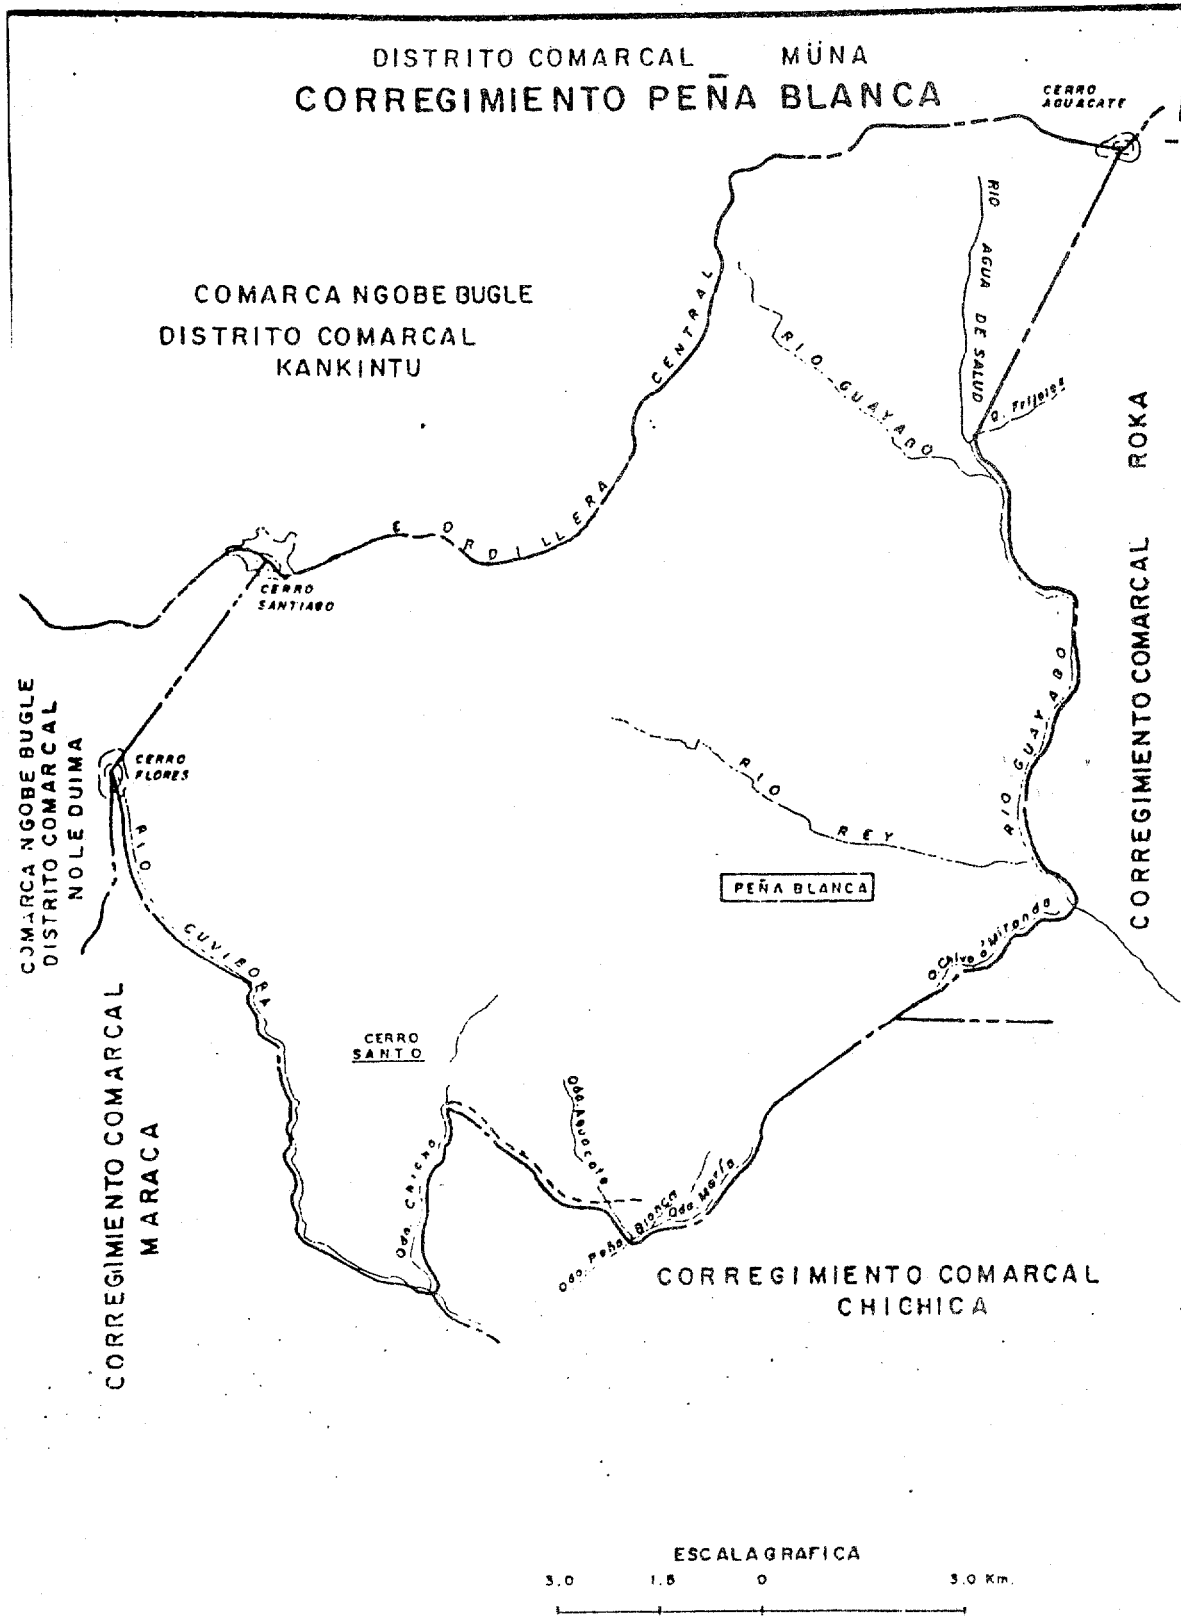 DISTRITO COMARCAL MÜNA
CORREGIMIENTO PEÑA BLANCA
CERRO
AGUACATE
COMARCA NGOBE BUGLE
DISTRITO COMARCAL
KANKINTU
CORDILLERA CENTRAL
RIO GUAYABO
RIO AGUA DE SALUD
Q. Frijoles
CORREGIMIENTO COMARCAL ROKA
CERRO
SANTIAGO
CERRO
FLORES
COMARCA NGOBE BUGLE
DISTRITO COMARCAL
NOLE DUIMA
RIO CUVIBORA
RIO REY
RIO GUAYABO
PEÑA BLANCA
Q. Chivo ó Miranda
CERRO
SANTO
CORREGIMIENTO COMARCAL
MARACA
Qda. Chicha
Qda. Aguacate
Qda. Peña Blanca
Qda. María
CORREGIMIENTO COMARCAL
CHICHICA
ESCALA GRAFICA
3.0 1.5 0 3.0 Km.